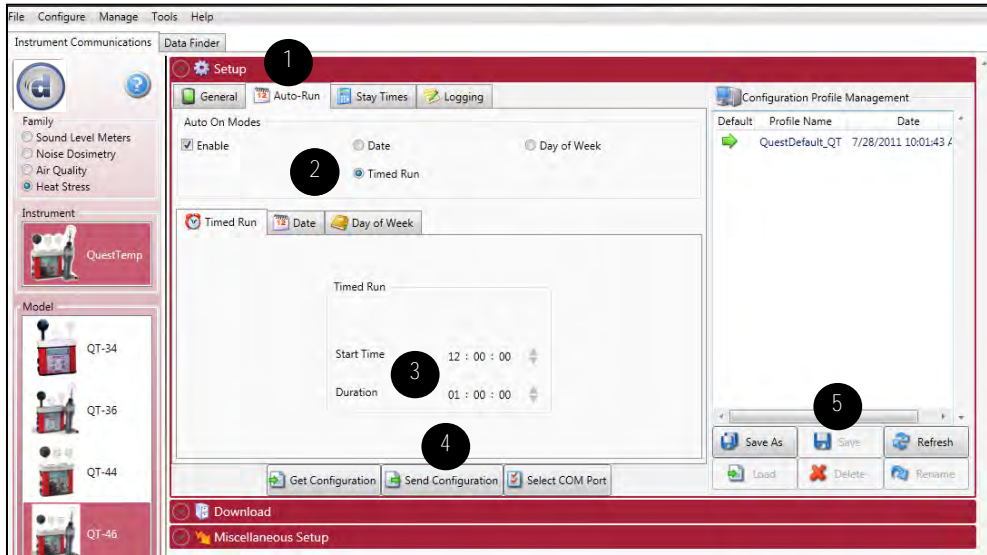 File Configure Manage Tools Help
Instrument Communications Data Finder
1
Setup
General Auto-Run Stay Times Logging
Auto On Modes
Enable Date Day of Week
2 Timed Run
Timed Run Date Day of Week
Timed Run
Start Time 12 : 00 : 00
3
Duration 01 : 00 : 00
4
Get Configuration Send Configuration Select COM Port
Download
Miscellaneous Setup
Family
Sound Level Meters
Noise Dosimetry
Air Quality
Heat Stress
Instrument
QuestTemp
Model
QT-34
QT-36
QT-44
QT-46
Configuration Profile Management
Default Profile Name Date
QuestDefault_QT 7/28/2011 10:01:43 A
5
Save As Save Refresh
Load Delete Rename